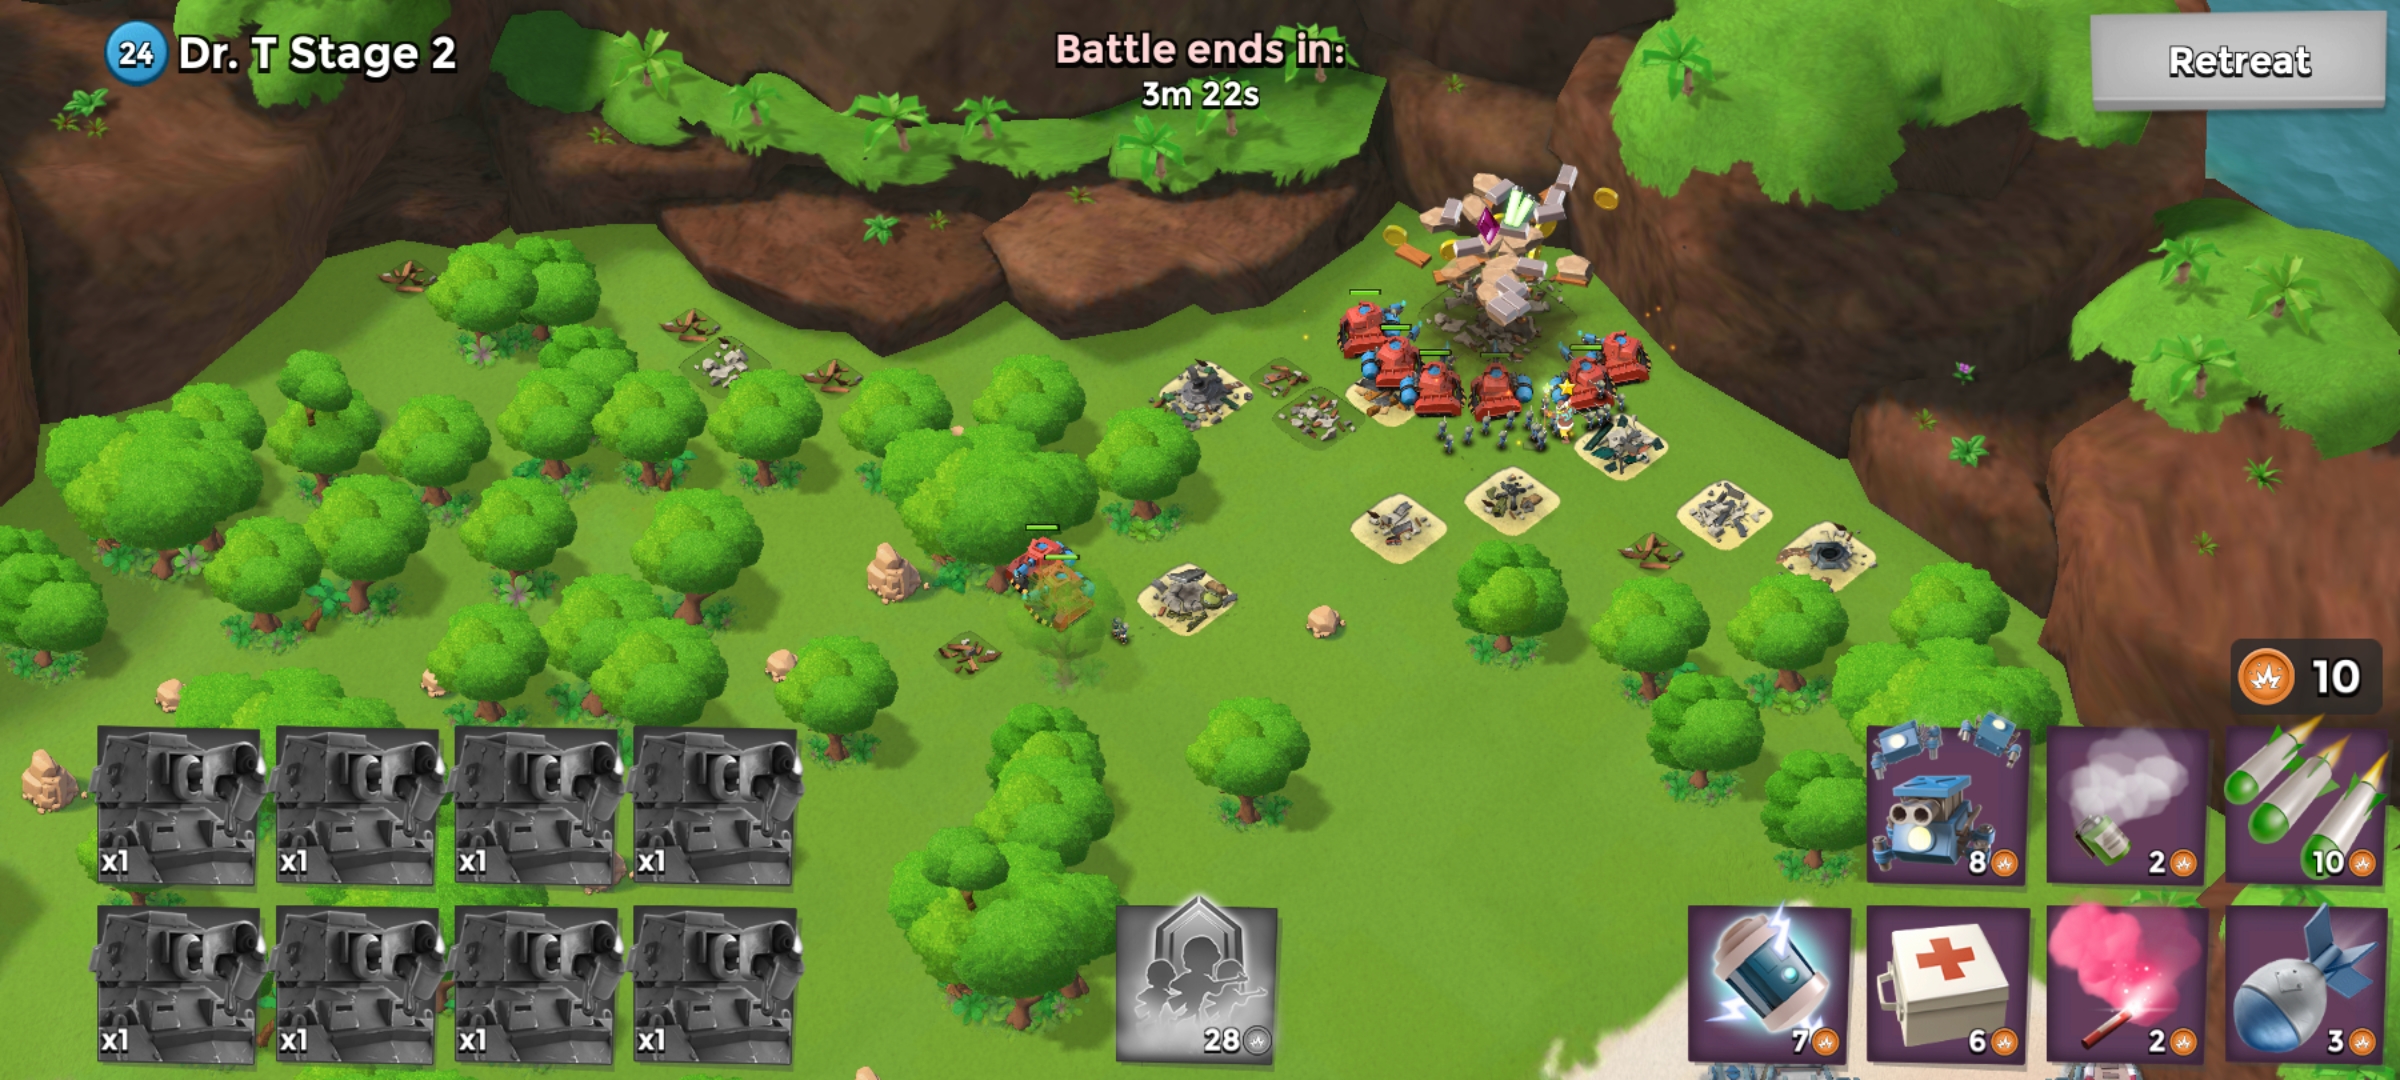 24 Dr. T Stage 2
Battle ends in:
3m 22s
Retreat
10
x1 x1 x1 x1
8 2 10
x1 x1 x1 x1
28
7 6 2 3